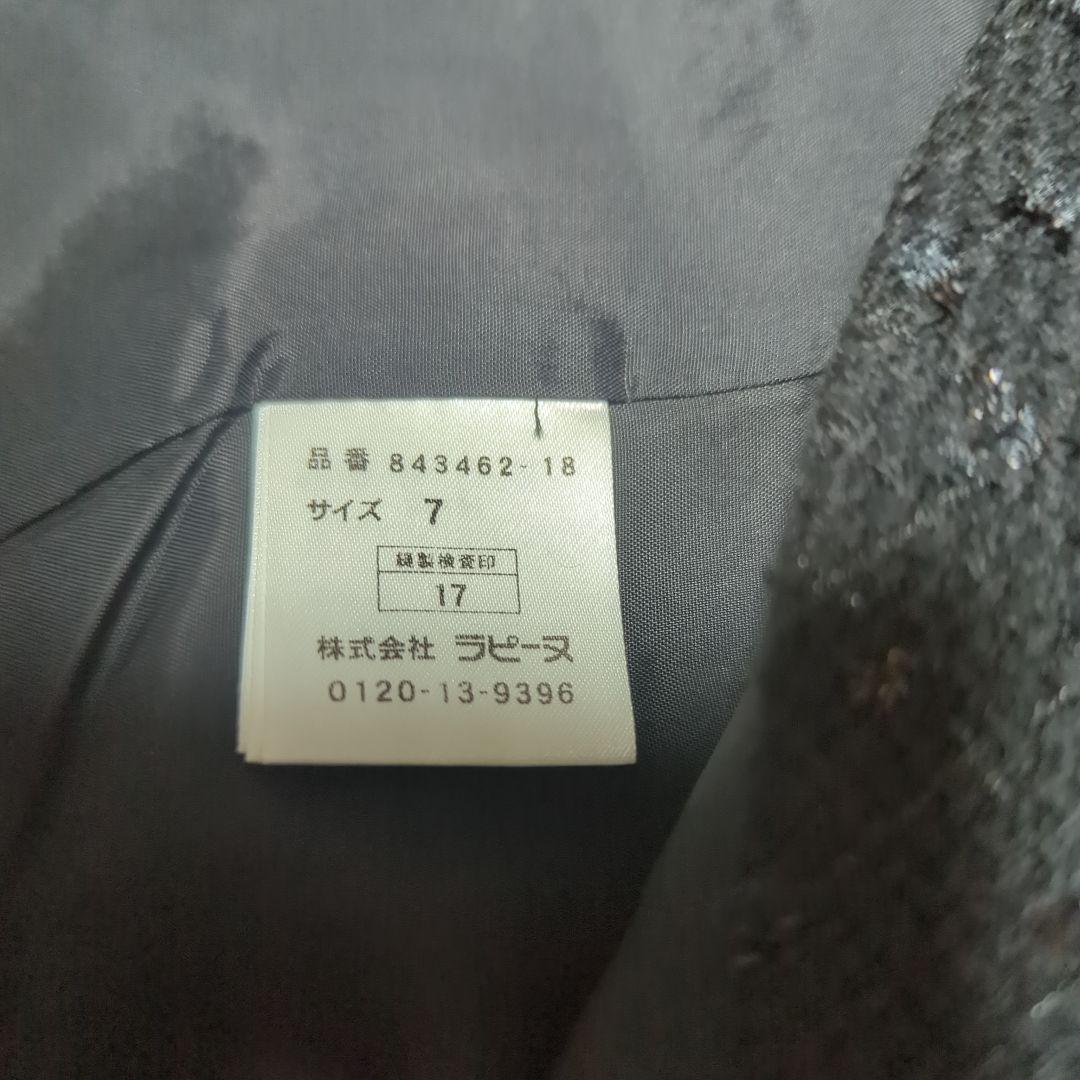 品番 843462-18
サイズ 7
縫製検査印
17
株式会社 ラピーヌ
0120-13-9396